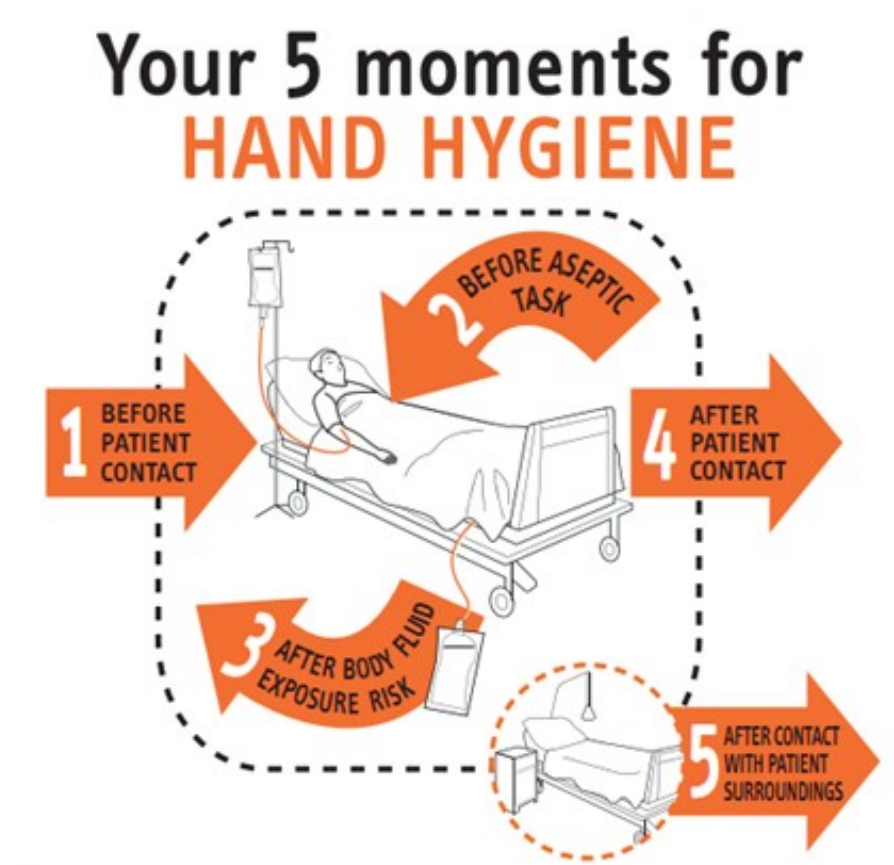 Your 5 moments for
HAND HYGIENE
1 BEFORE
PATIENT
CONTACT
2 BEFORE ASEPTIC
TASK
3 AFTER BODY FLUID
EXPOSURE RISK
4 AFTER
PATIENT
CONTACT
5 AFTER CONTACT
WITH PATIENT
SURROUNDINGS